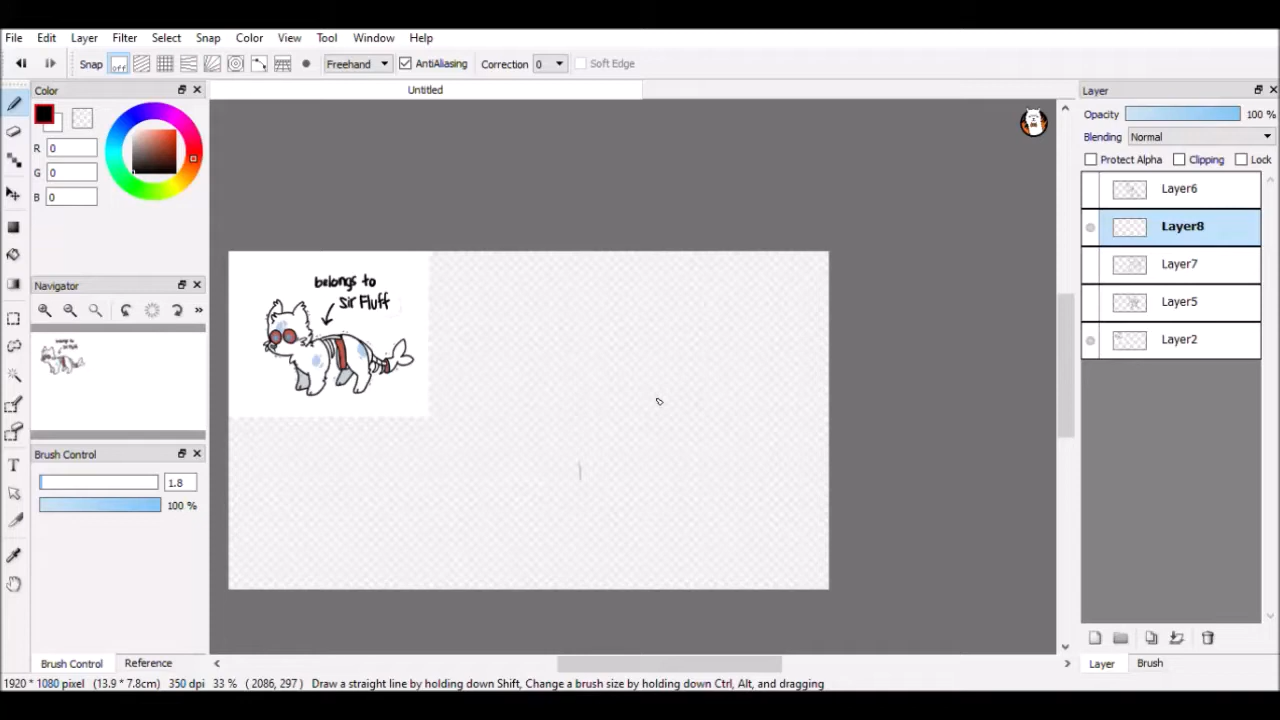 File Edit Layer Filter Select Snap Color View Tool Window Help
Snap off Freehand AntiAliasing Correction 0 Soft Edge
Color
R 0
G 0
B 0
Navigator
Brush Control
1.8
100 %
Brush Control Reference
Untitled
belongs to
sir Fluff
Layer
Opacity 100 %
Blending Normal
Protect Alpha Clipping Lock
Layer6
Layer8
Layer7
Layer5
Layer2
Layer Brush
1920 * 1080 pixel (13.9 * 7.8cm) 350 dpi 33 % ( 2086, 297 ) Draw a straight line by holding down Shift, Change a brush size by holding down Ctrl, Alt, and dragging